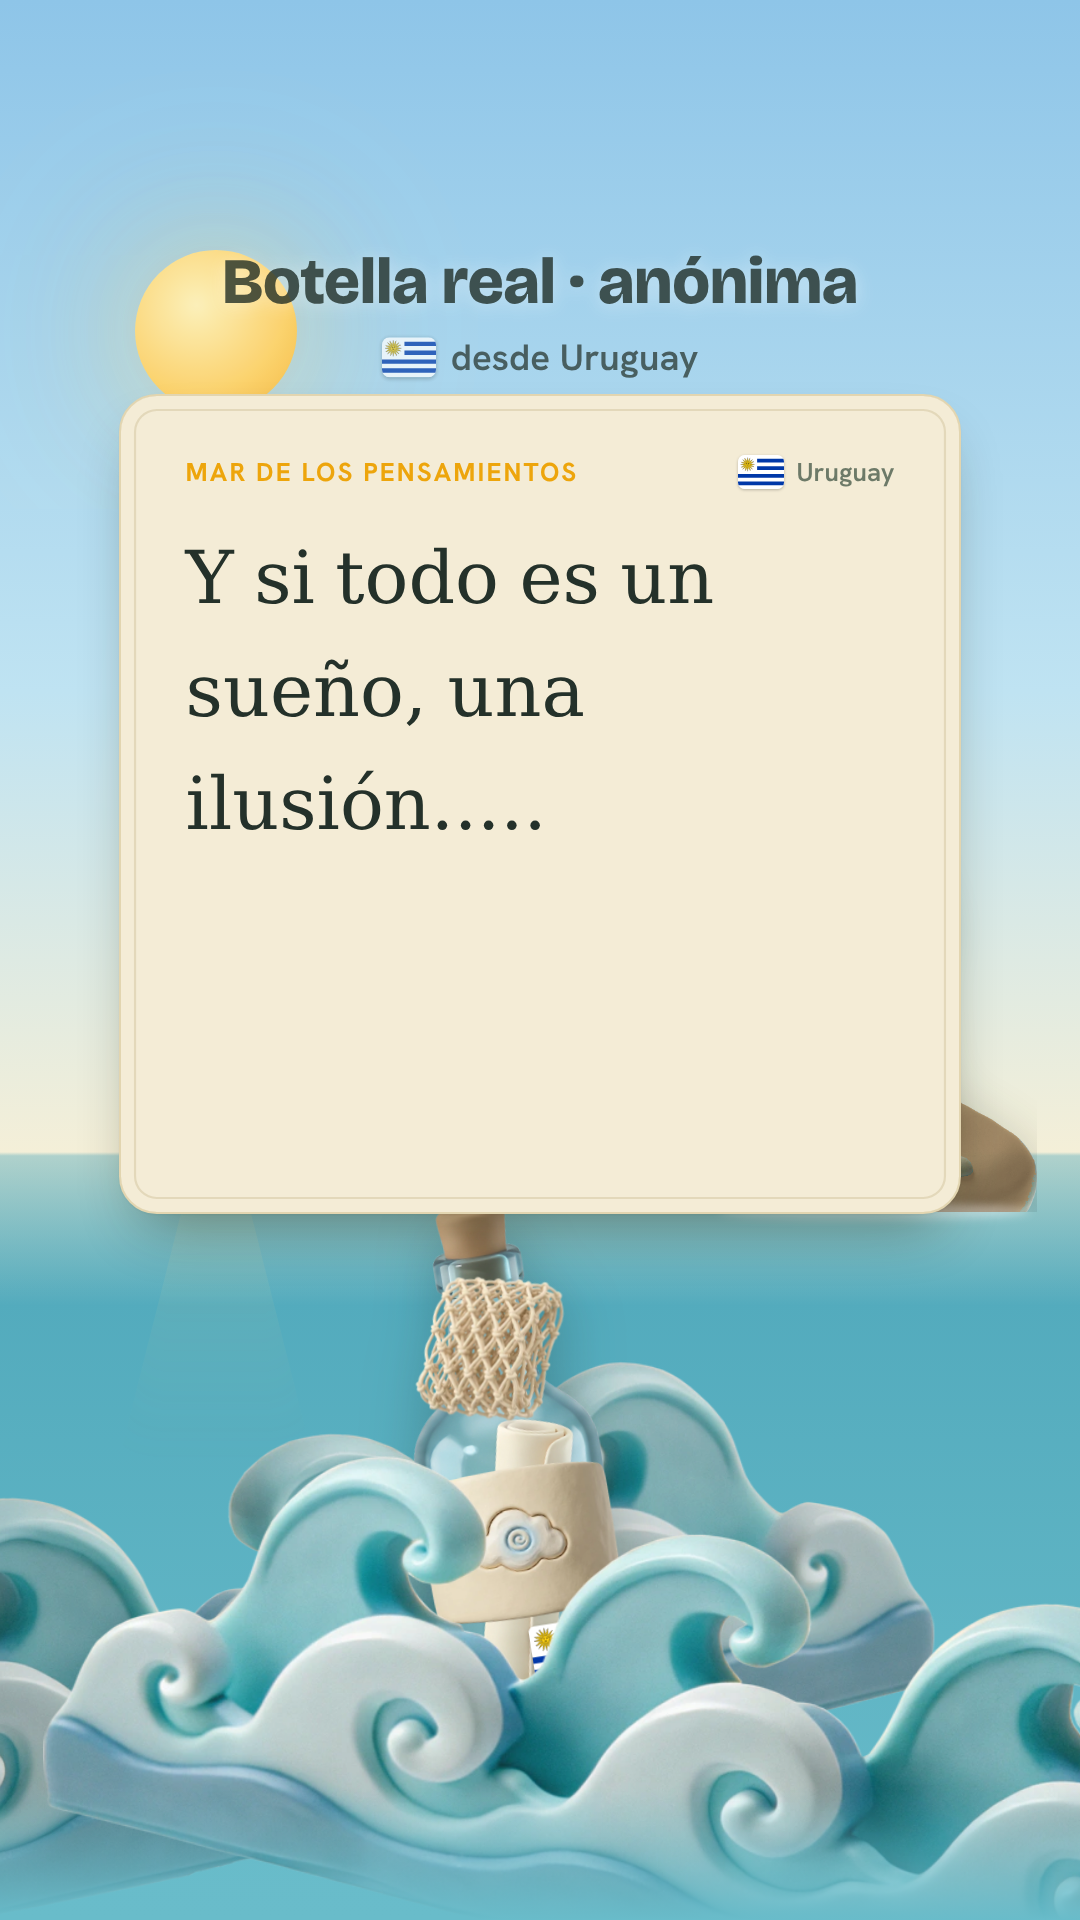 Botella real · anónima
desde Uruguay
MAR DE LOS PENSAMIENTOS
Uruguay
Y si todo es un
sueño, una
ilusión.....